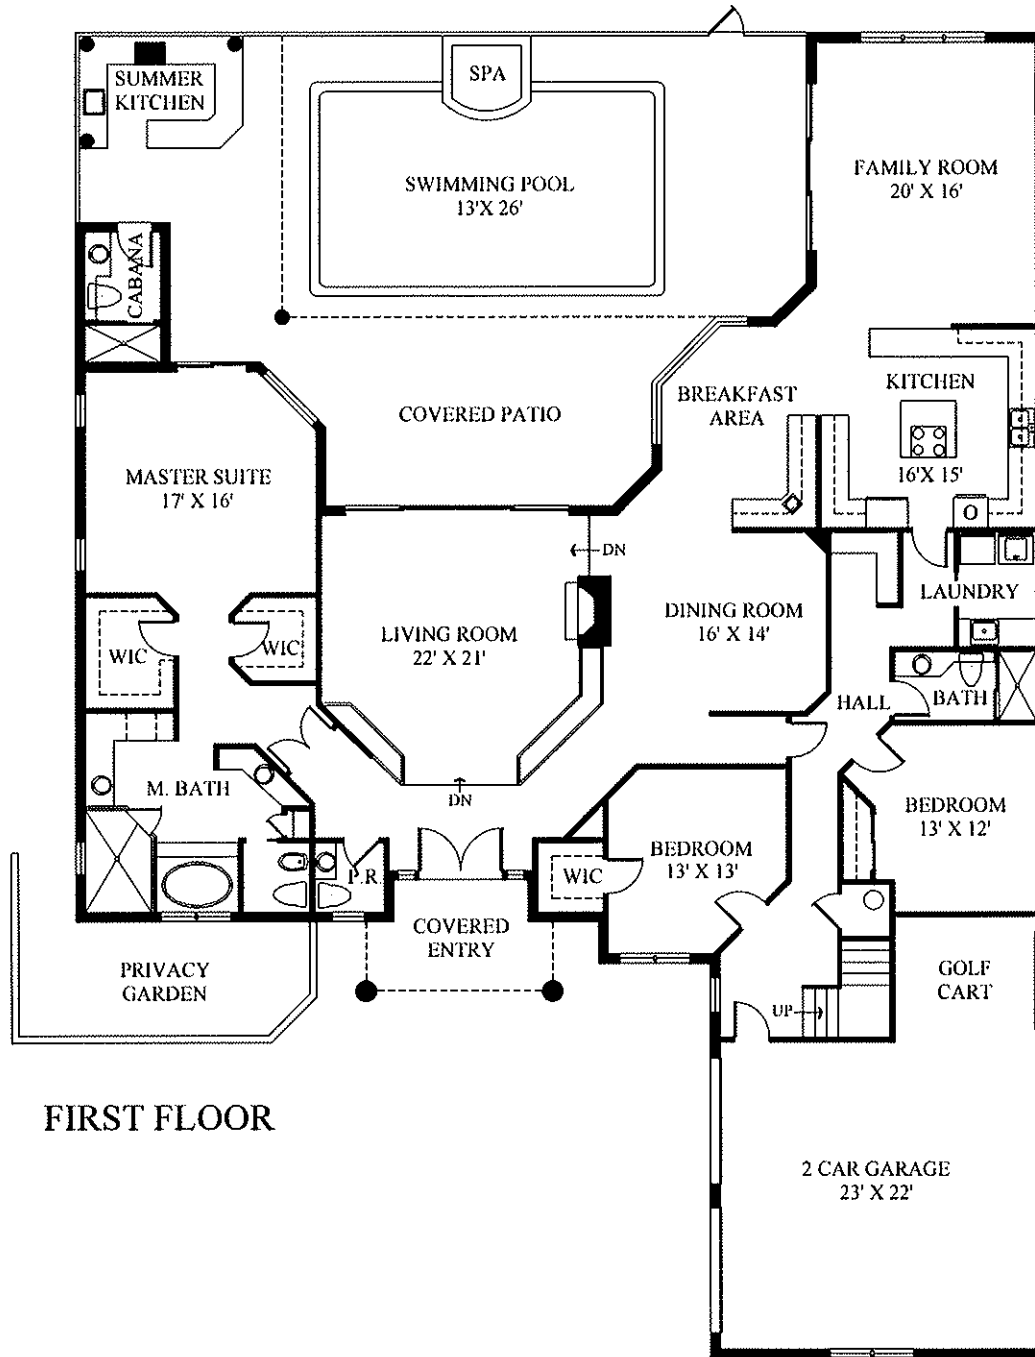 SPA
SUMMER
KITCHEN
FAMILY ROOM
20' X 16'
SWIMMING POOL
13'X 26'
CABANA
KITCHEN
16'X 15'
BREAKFAST
AREA
COVERED PATIO
MASTER SUITE
17' X 16'
O
DN
LAUNDRY
DINING ROOM
16' X 14'
LIVING ROOM
22' X 21'
WIC
WIC
HALL
BATH
M. BATH
DN
BEDROOM
13' X 12'
BEDROOM
13' X 13'
P.R.
WIC
COVERED
ENTRY
PRIVACY
GARDEN
GOLF
CART
UP
FIRST FLOOR
2 CAR GARAGE
23' X 22'